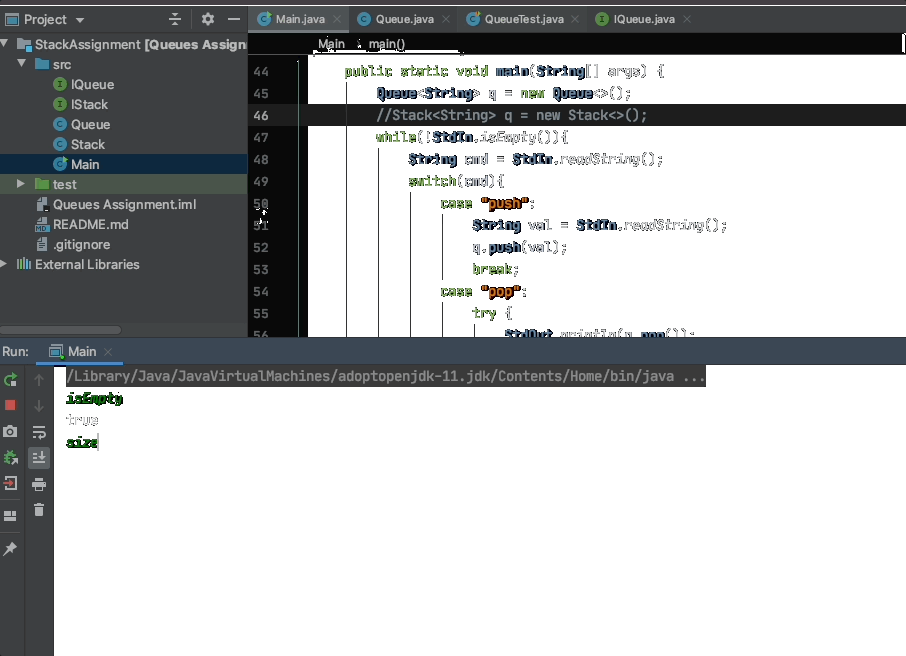 Project
Main.java
Queue.java
QueueTest.java
IQueue.java
StackAssignment [Queues Assign
src
IQueue
IStack
Queue
Stack
Main
test
Queues Assignment.iml
README.md
.gitignore
External Libraries
Main main()
44 public static void main(String[] args) {
45 Queue<String> q = new Queue<>();
46 //Stack<String> q = new Stack<>();
47 while(!StdIn.isEmpty()){
48 String cmd = StdIn.readString();
49 switch(cmd){
50 case "push":
51 String val = StdIn.readString();
52 q.push(val);
53 break;
54 case "pop":
55 try {
56 StdOut.println(q.pop());
Run: Main
/Library/Java/JavaVirtualMachines/adoptopenjdk-11.jdk/Contents/Home/bin/java ...
isEmpty
true
size